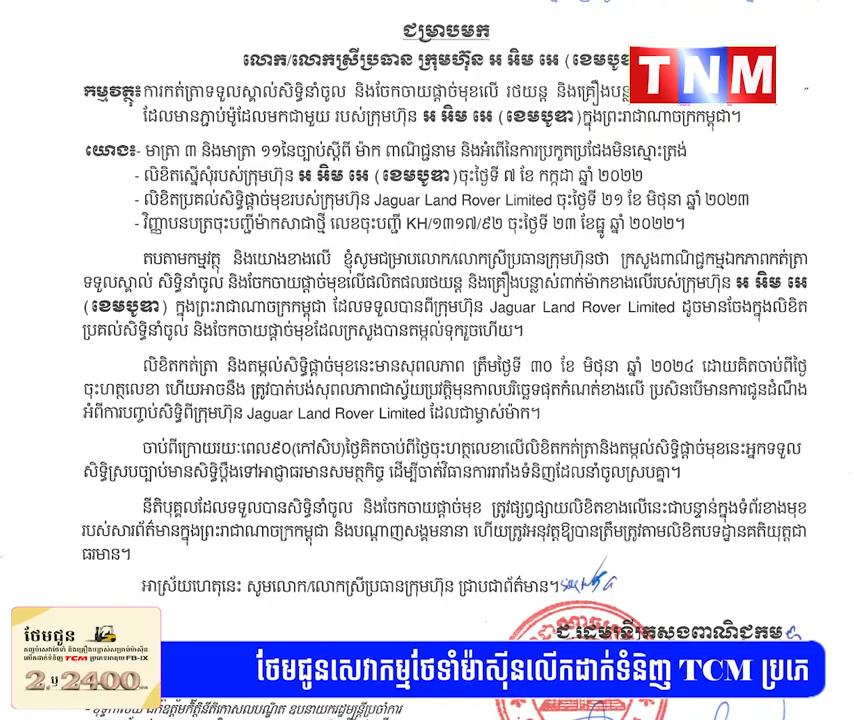 ជម្រាបមក
លោក/លោកស្រីប្រធាន ក្រុមហ៊ុន អ អិម អេ (ខេមបូឌា
TNM
កម្មវត្ថុ៖ ការកត់ត្រាទទួលស្គាល់សិទ្ធិនាំចូល និងចែកចាយផ្តាច់មុខលើ រថយន្ត និងគ្រឿងបន្លាស់
ដែលមានភ្ជាប់ម៉ូដែលមកជាមួយ របស់ក្រុមហ៊ុន អ អិម អេ (ខេមបូឌា)ក្នុងព្រះរាជាណាចក្រកម្ពុជា។
យោង៖- មាត្រា ៣ និងមាត្រា ១១នៃច្បាប់ស្តីពី ម៉ាក ពាណិជ្ជនាម និងអំពើនៃការប្រកួតប្រជែងមិនស្មោះត្រង់
- លិខិតស្នើសុំរបស់ក្រុមហ៊ុន អ អិម អេ (ខេមបូឌា)ចុះថ្ងៃទី ៧ ខែ កក្កដា ឆ្នាំ ២០២២
- លិខិតប្រគល់សិទ្ធិផ្តាច់មុខរបស់ក្រុមហ៊ុន Jaguar Land Rover Limited ចុះថ្ងៃទី ២១ ខែ មិថុនា ឆ្នាំ ២០២៣
- វិញ្ញាបនបត្រចុះបញ្ជីម៉ាកសាជាថ្មី លេខចុះបញ្ជី KH/១៣១៧/៩២ ចុះថ្ងៃទី ២៣ ខែធ្នូ ឆ្នាំ ២០២២។
តបតាមកម្មវត្ថុ និងយោងខាងលើ ខ្ញុំសូមជម្រាបលោក/លោកស្រីប្រធានក្រុមហ៊ុនថា ក្រសួងពាណិជ្ជកម្មឯកភាពកត់ត្រា
ទទួលស្គាល់ សិទ្ធិនាំចូល និងចែកចាយផ្តាច់មុខលើផលិតផលរថយន្ត និងគ្រឿងបន្លាស់ពាក់ម៉ាកខាងលើរបស់ក្រុមហ៊ុន អ អិម អេ
(ខេមបូឌា) ក្នុងព្រះរាជាណាចក្រកម្ពុជា ដែលទទួលបានពីក្រុមហ៊ុន Jaguar Land Rover Limited ដូចមានចែងក្នុងលិខិត
ប្រគល់សិទ្ធិនាំចូល និងចែកចាយផ្តាច់មុខដែលក្រសួងបានតម្កល់ទុករួចហើយ។
លិខិតកត់ត្រា និងតម្កល់សិទ្ធិផ្តាច់មុខនេះមានសុពលភាព ត្រឹមថ្ងៃទី ៣០ ខែ មិថុនា ឆ្នាំ ២០២៤ ដោយគិតចាប់ពីថ្ងៃ
ចុះហត្ថលេខា ហើយអាចនឹង ត្រូវបាត់បង់សុពលភាពជាស្វ័យប្រវត្តិមុនកាលបរិច្ឆេទផុតកំណត់ខាងលើ ប្រសិនបើមានការជូនដំណឹង
អំពីការបញ្ចប់សិទ្ធិពីក្រុមហ៊ុន Jaguar Land Rover Limited ដែលជាម្ចាស់ម៉ាក។
ចាប់ពីក្រោយរយៈពេល៩០(កៅសិប)ថ្ងៃគិតចាប់ពីថ្ងៃចុះហត្ថលេខាលើលិខិតកត់ត្រានិងតម្កល់សិទ្ធិផ្តាច់មុខនេះអ្នកទទួល
សិទ្ធិស្របច្បាប់មានសិទ្ធិប្តឹងទៅអាជ្ញាធរមានសមត្ថកិច្ច ដើម្បីចាត់វិធានការរារាំងទំនិញដែលនាំចូលស្របគ្នា។
នីតិបុគ្គលដែលទទួលបានសិទ្ធិនាំចូល និងចែកចាយផ្តាច់មុខ ត្រូវផ្សព្វផ្សាយលិខិតខាងលើនេះជាបន្ទាន់ក្នុងទំព័រខាងមុខ
របស់សារព័ត៌មានក្នុងព្រះរាជាណាចក្រកម្ពុជា និងបណ្តាញសង្គមនានា ហើយត្រូវអនុវត្តឱ្យបានត្រឹមត្រូវតាមលិខិតបទដ្ឋានគតិយុត្តជា
ធរមាន។
អាស្រ័យហេតុនេះ សូមលោក/លោកស្រីប្រធានក្រុមហ៊ុន ជ្រាបជាព័ត៌មាន។
ជ.រដ្ឋមន្ត្រីក្រសួងពាណិជ្ជកម្ម
ថែមជូន
លើកដាក់ទំនិញ TCM ប្រភេទសាគុយ FB-IX
2 ឬ 2400
ថែមជូនសេវាកម្មថែទាំម៉ាស៊ីនលើកដាក់ទំនិញ TCM ប្រភេ